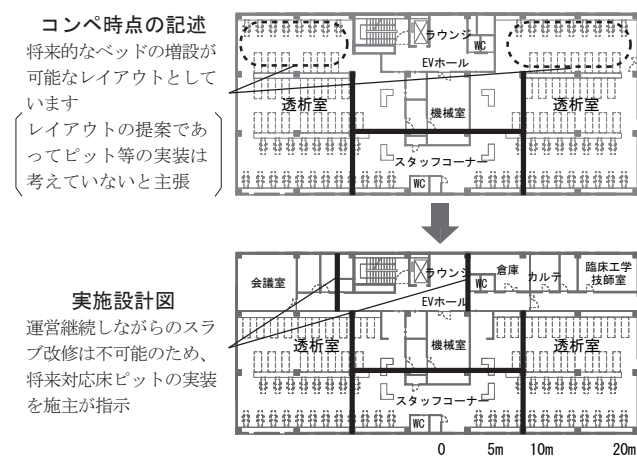 コンペ時点の記述
将来的なベッドの増設が
可能なレイアウトとして
います
レイアウトの提案であ
ってピット等の実装は
考えていないと主張
ラウンジ
WC
EVホール
透析室
機械室
透析室
スタッフコーナー
WC
実施設計図
運営継続しながらのスラ
ブ改修は不可能のため、
将来対応床ピットの実装
を施主が指示
会議室
ラウンジ
WC
倉庫
カルテ
臨床工学
技師室
EVホール
透析室
機械室
透析室
スタッフコーナー
WC
0 5m 10m 20m